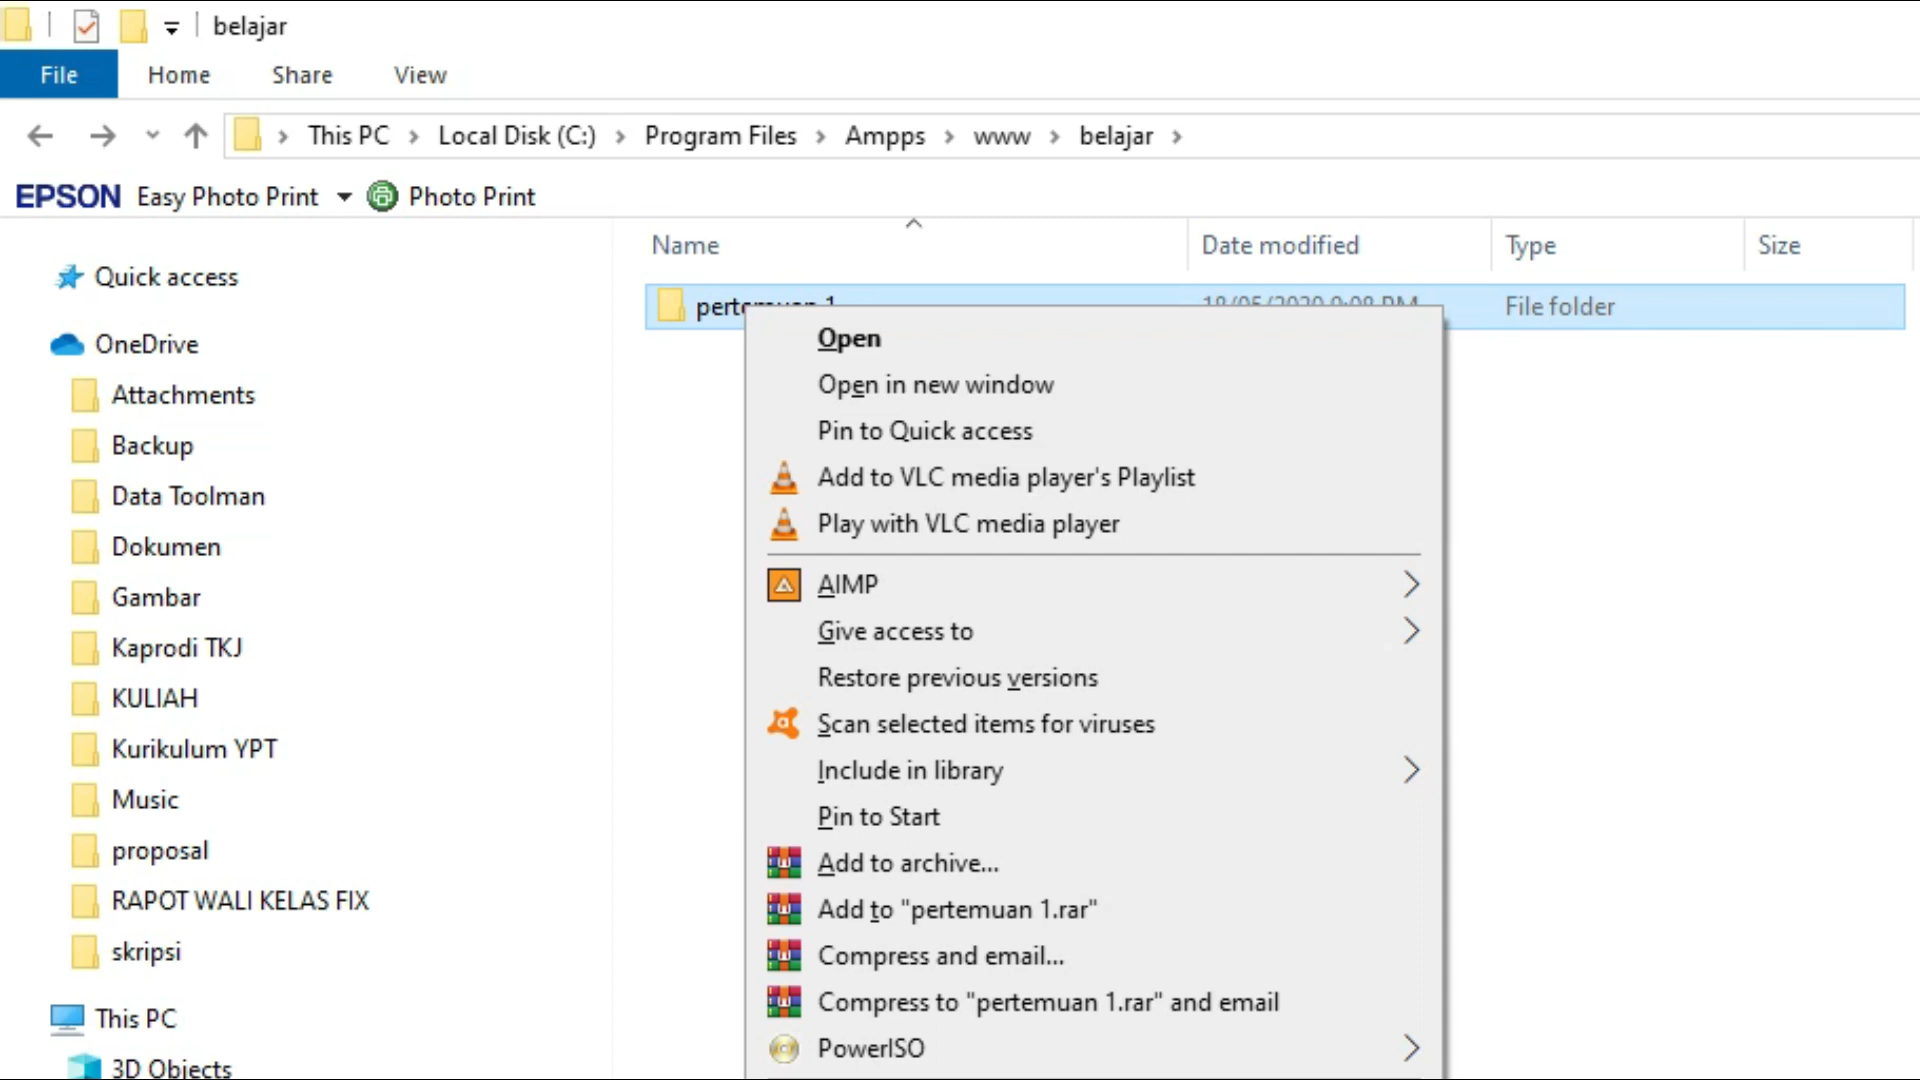 belajar
File Home Share View
This PC Local Disk (C:) Program Files Ampps www belajar
EPSON Easy Photo Print Photo Print
Name Date modified Type Size
Quick access
OneDrive
Attachments
Backup
Data Toolman
Dokumen
Gambar
Kaprodi TKJ
KULIAH
Kurikulum YPT
Music
proposal
RAPOT WALI KELAS FIX
skripsi
This PC
3D Objects
pertemuan 1 File folder
Open
Open in new window
Pin to Quick access
Add to VLC media player's Playlist
Play with VLC media player
AIMP
Give access to
Restore previous versions
Scan selected items for viruses
Include in library
Pin to Start
Add to archive...
Add to "pertemuan 1.rar"
Compress and email...
Compress to "pertemuan 1.rar" and email
PowerISO